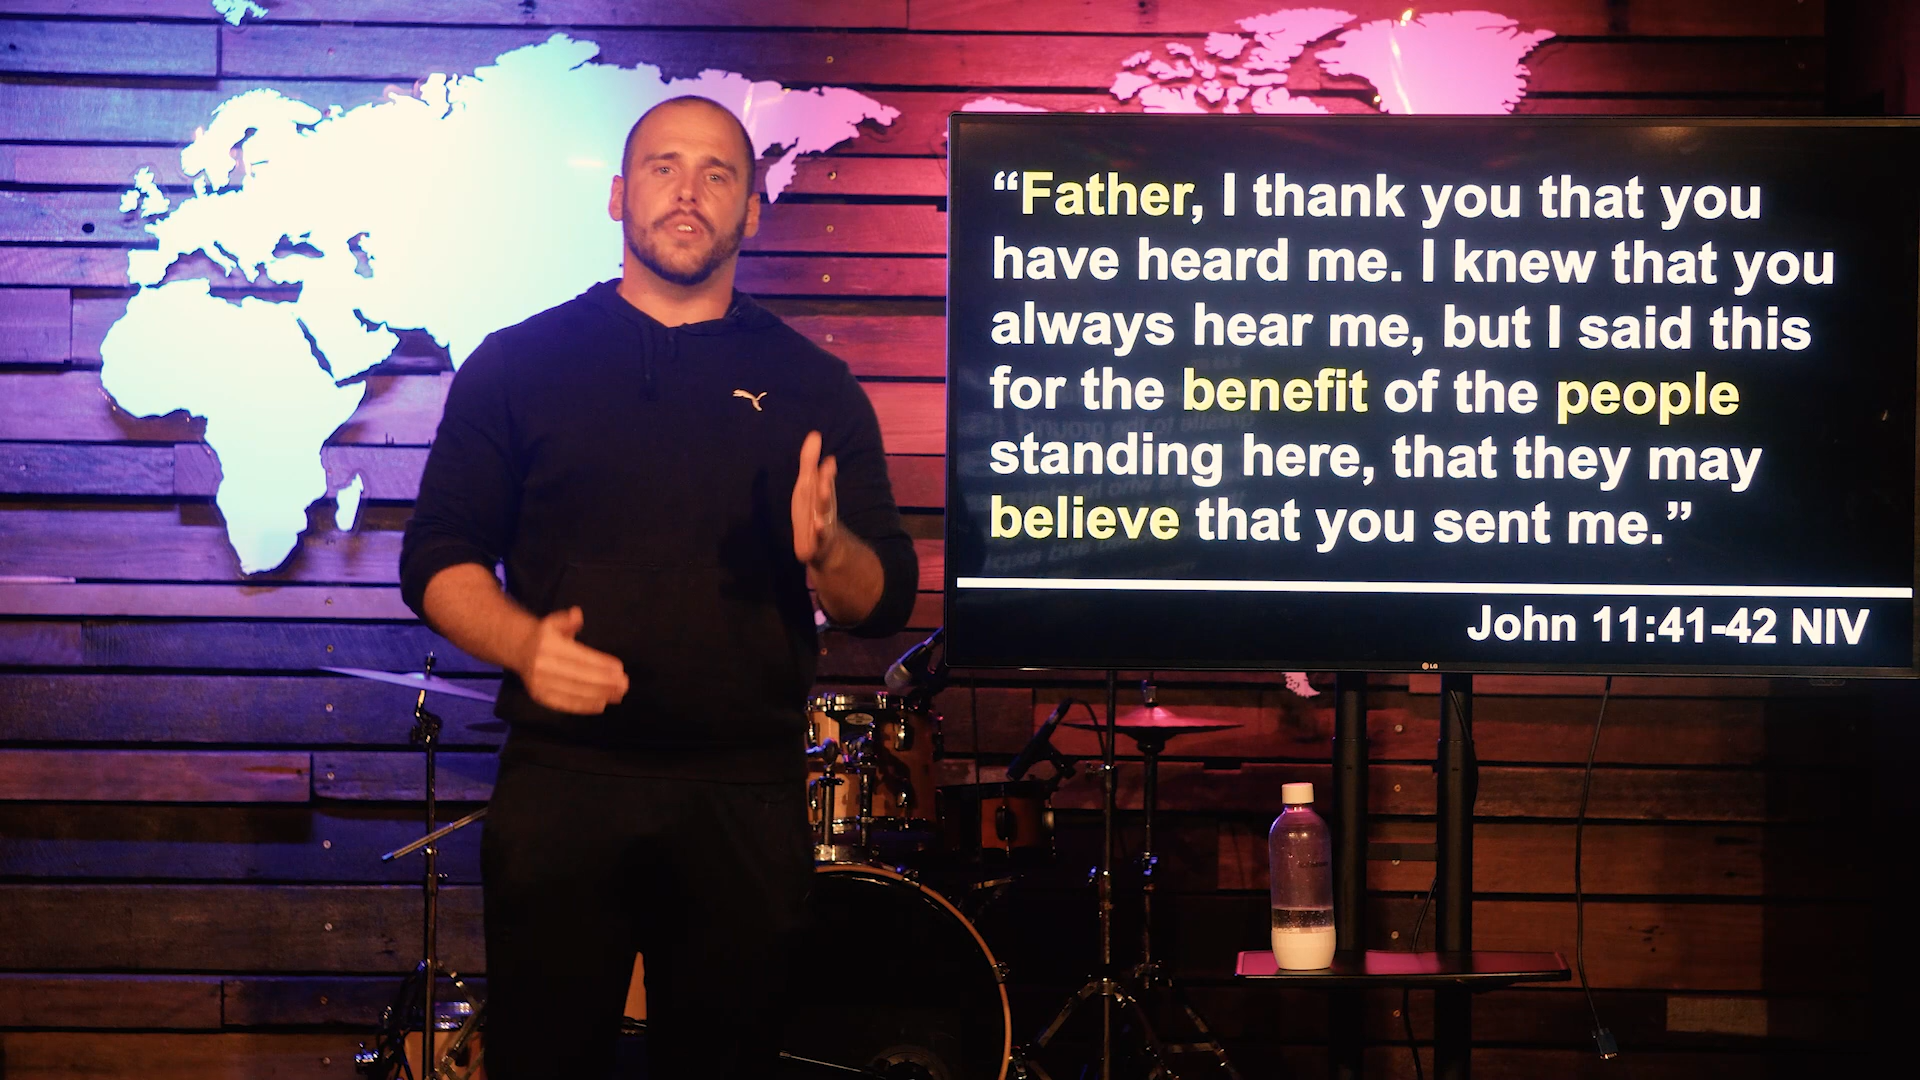 “Father, I thank you that you
have heard me. I knew that you
always hear me, but I said this
for the benefit of the people
standing here, that they may
believe that you sent me.”
John 11:41-42 NIV
LG